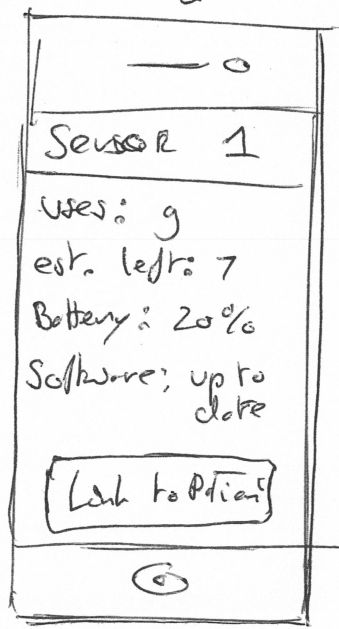 Sensor 1
uses: 9
est. left: 7
Battery: 20%
Software: up to
date
Link to Patient